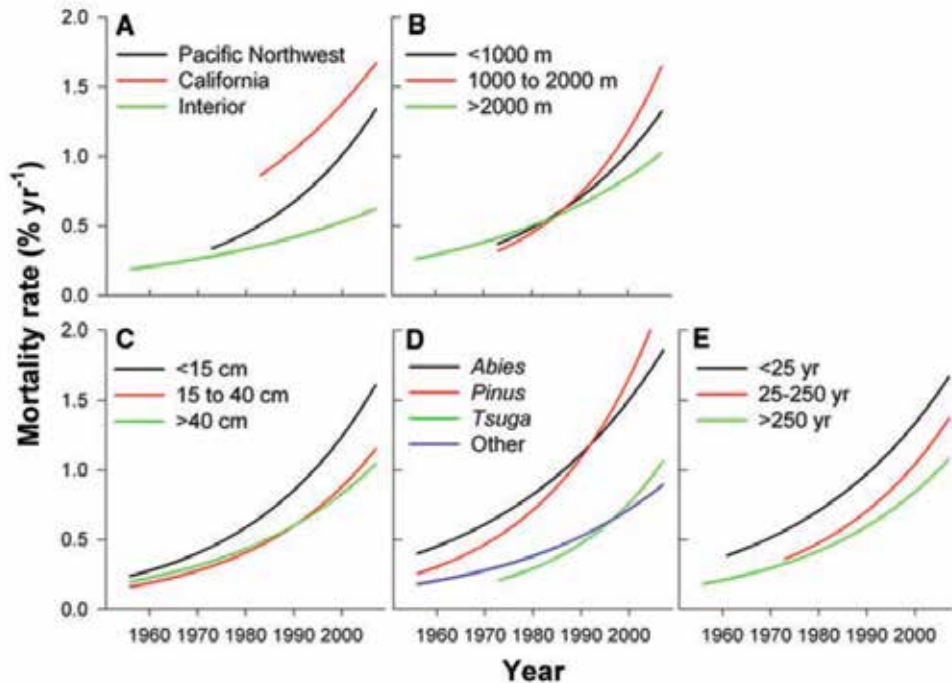 Mortality rate (% yr-1)
2.0
1.5
1.0
0.5
0.0
A
Pacific Northwest
California
Interior
B
<1000 m
1000 to 2000 m
>2000 m
2.0
1.5
1.0
0.5
0.0
C
<15 cm
15 to 40 cm
>40 cm
1960 1970 1980 1990 2000
D
Abies
Pinus
Tsuga
Other
1960 1970 1980 1990 2000
E
<25 yr
25-250 yr
>250 yr
1960 1970 1980 1990 2000
Year